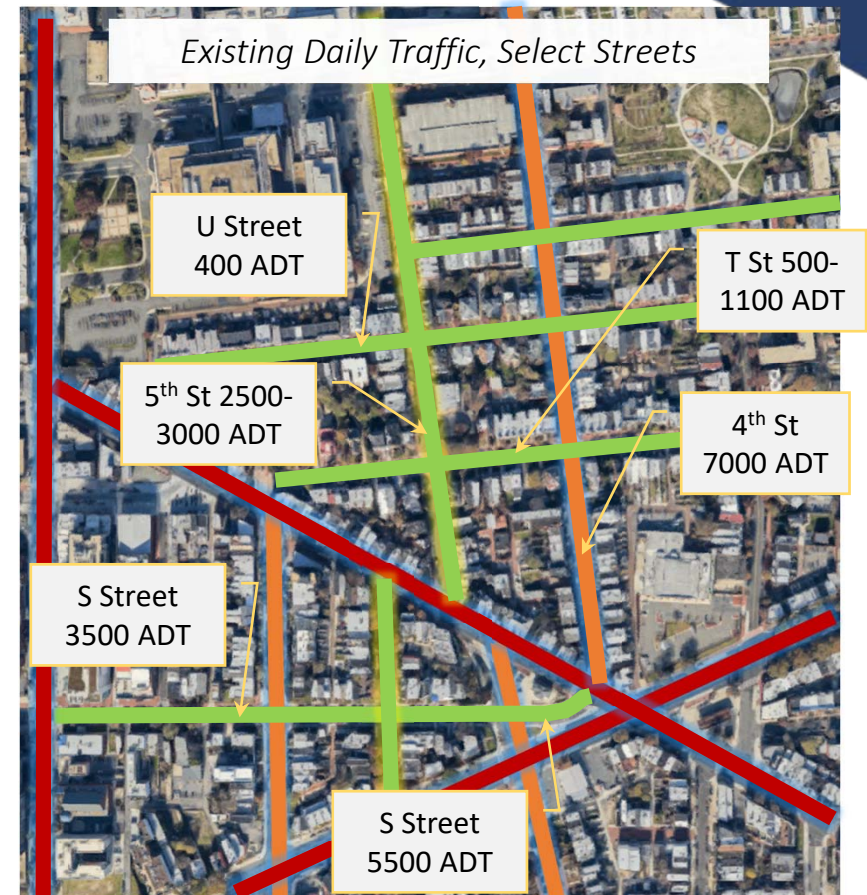 Existing Daily Traffic, Select Streets
U Street
400 ADT
T St 500-
1100 ADT
5th St 2500-
3000 ADT
4th St
7000 ADT
S Street
3500 ADT
S Street
5500 ADT